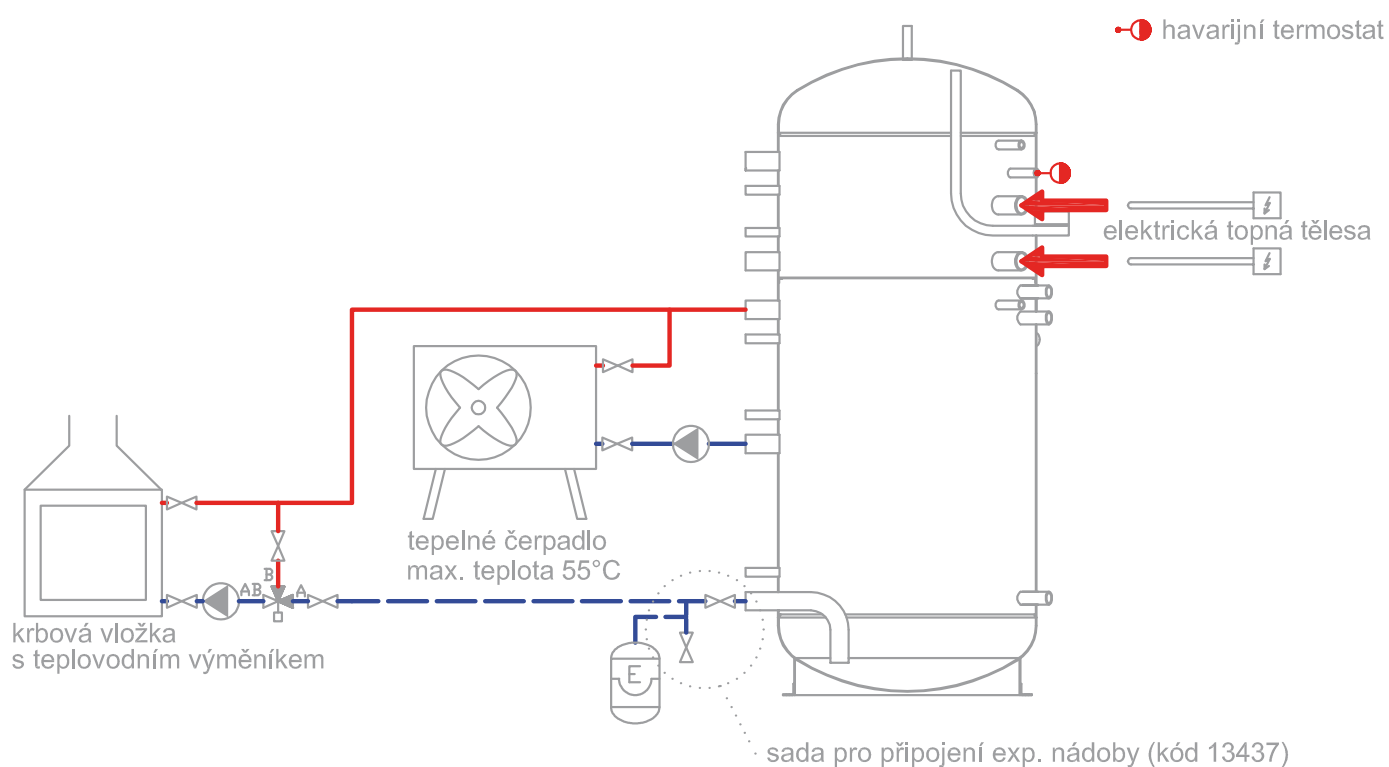 havarijní termostat
elektrická topná tělesa
tepelné čerpadlo
max. teplota 55°C
B
AB
A
krbová vložka
s teplovodním výměníkem
E
sada pro připojení exp. nádoby (kód 13437)